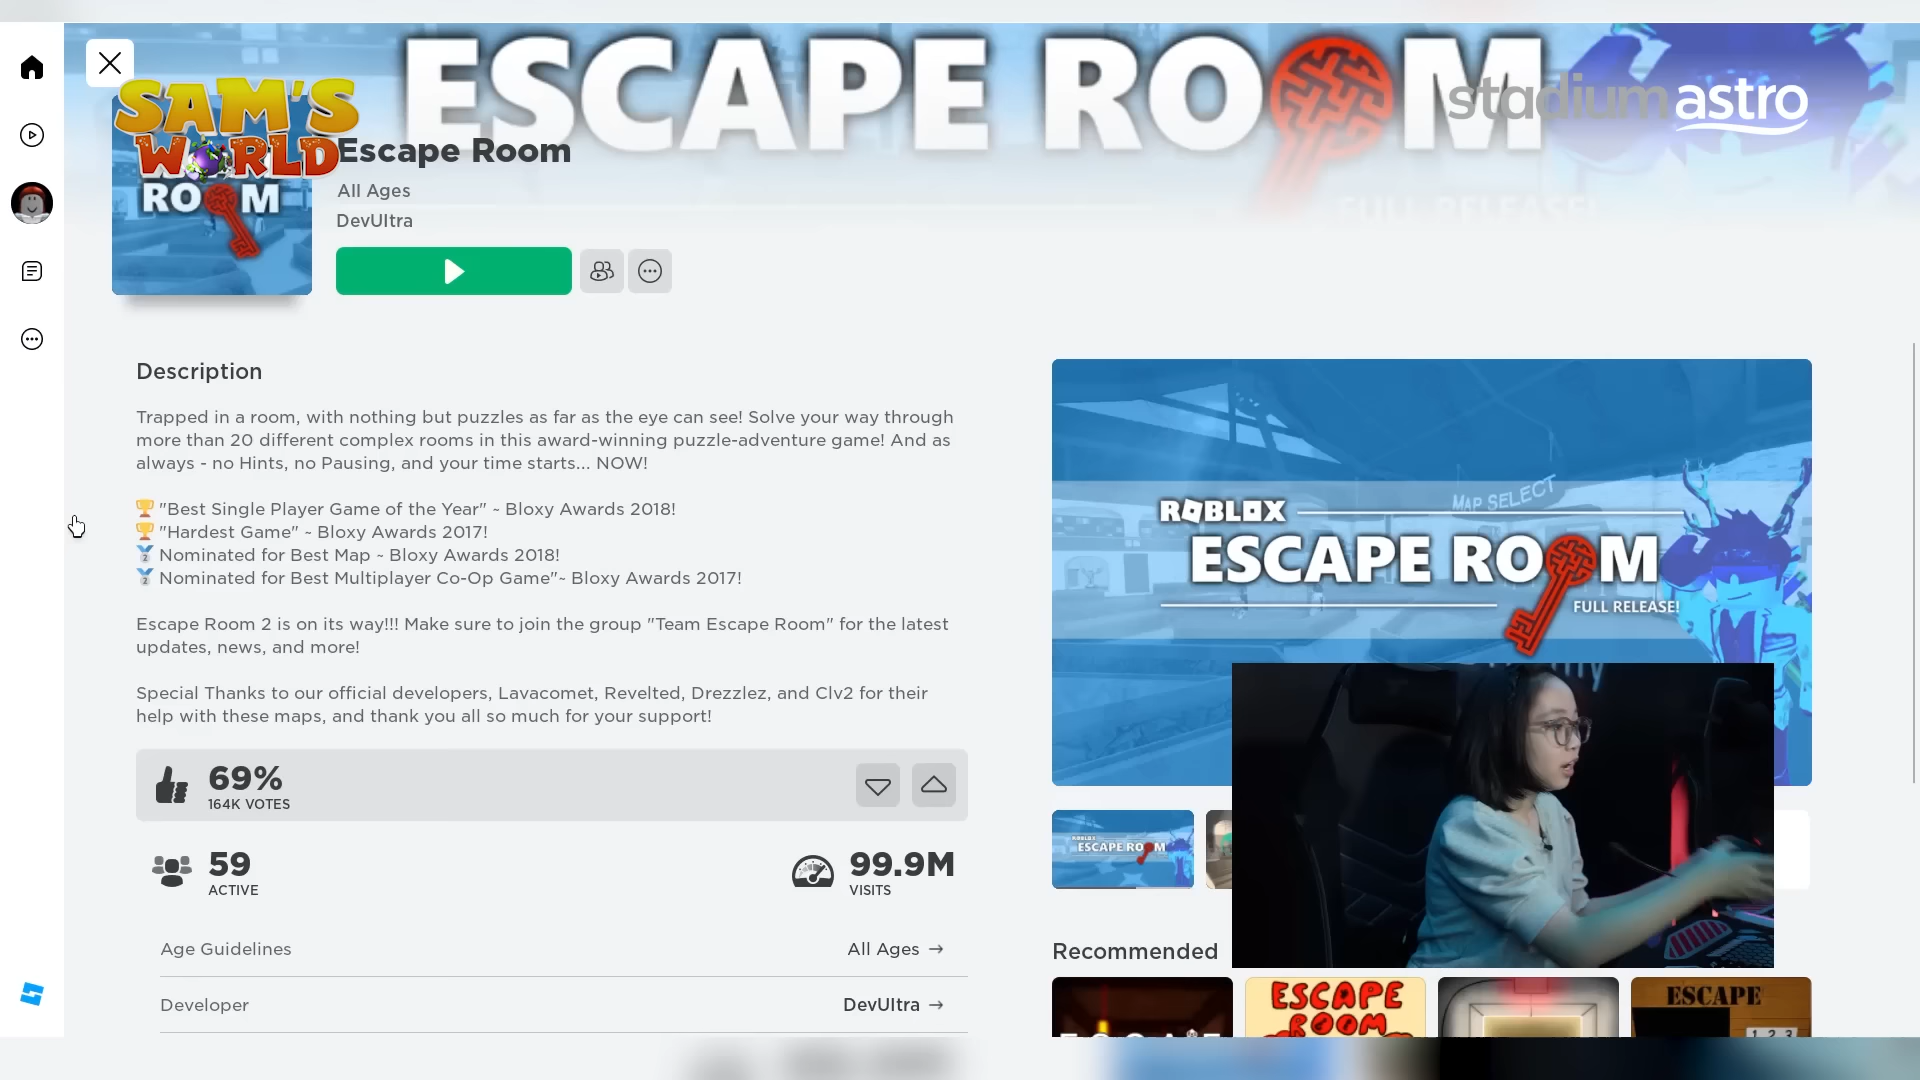 ESCAPE ROOM
stadium astro
SAM'S
WORLD
ROOM
Escape Room
All Ages
DevUltra
FULL RELEASE!
Description
Trapped in a room, with nothing but puzzles as far as the eye can see! Solve your way through
more than 20 different complex rooms in this award-winning puzzle-adventure game! And as
always - no Hints, no Pausing, and your time starts... NOW!
"Best Single Player Game of the Year" ~ Bloxy Awards 2018!
"Hardest Game" ~ Bloxy Awards 2017!
Nominated for Best Map ~ Bloxy Awards 2018!
Nominated for Best Multiplayer Co-Op Game"~ Bloxy Awards 2017!
Escape Room 2 is on its way!!! Make sure to join the group "Team Escape Room" for the latest
updates, news, and more!
Special Thanks to our official developers, Lavacomet, Revelted, Drezzlez, and Clv2 for their
help with these maps, and thank you all so much for your support!
69%
164K VOTES
59
ACTIVE
99.9M
VISITS
Age Guidelines
All Ages →
Developer
DevUltra →
MAP SELECT
ROBLOX
ESCAPE ROOM
FULL RELEASE!
ROBLOX
ESCAPE ROOM
Recommended
ESCAPE
ROOM
ESCAPE
1 2 3